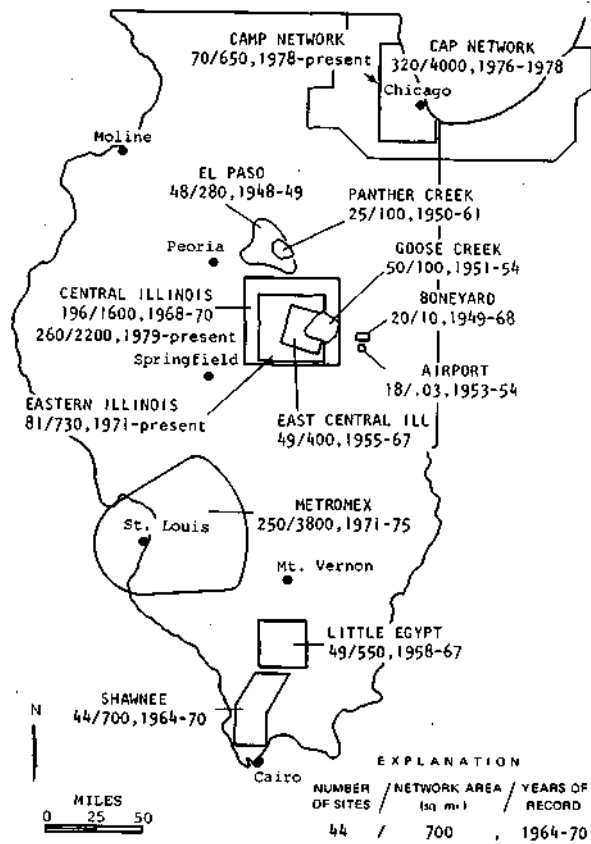 CAMP NETWORK
70/650, 1978-present
CAP NETWORK
320/4000, 1976-1978
Chicago
Moline
EL PASO
48/280, 1948-49
PANTHER CREEK
25/100, 1950-61
Peoria
GOOSE CREEK
50/100, 1951-54
CENTRAL ILLINOIS
196/1600, 1968-70
260/2200, 1979-present
BONEYARD
20/10, 1949-68
Springfield
AIRPORT
18/.03, 1953-54
EASTERN ILLINOIS
81/730, 1971-present
EAST CENTRAL ILL
49/400, 1955-67
METROMEX
250/3800, 1971-75
St. Louis
Mt. Vernon
LITTLE EGYPT
49/550, 1958-67
SHAWNEE
44/700, 1964-70
N
Cairo
MILES
0 25 50
EXPLANATION
NUMBER OF SITES / NETWORK AREA (sq mi) / YEARS OF RECORD
44 / 700 , 1964-70